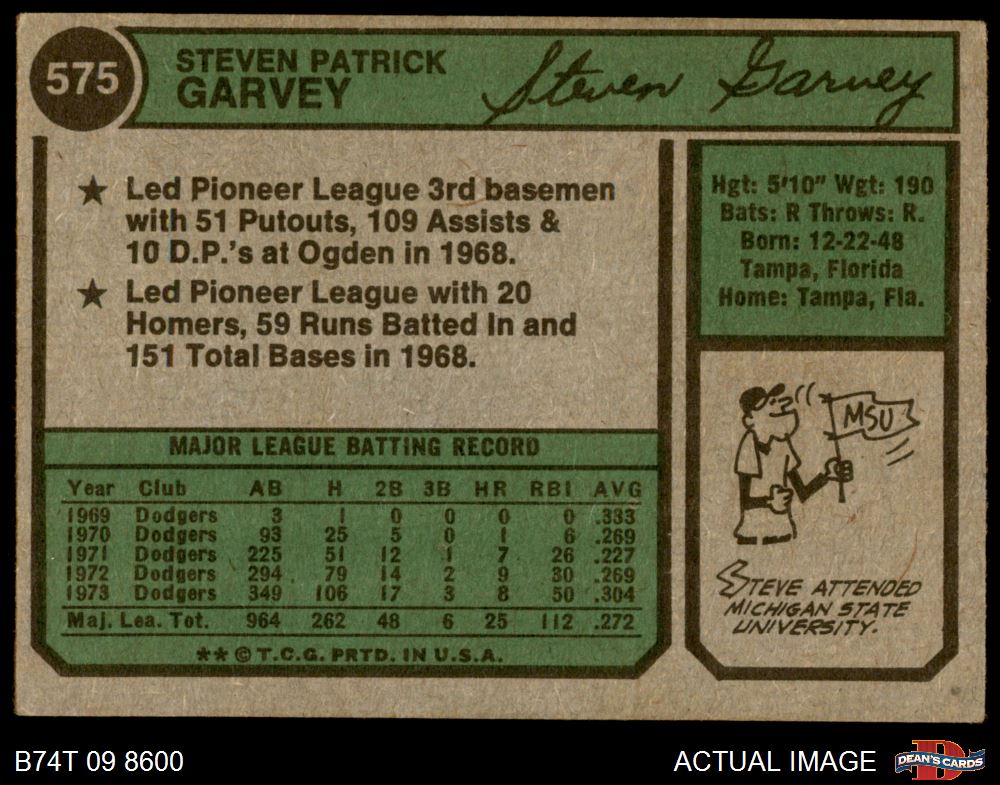 575
STEVEN PATRICK
GARVEY
Steven Garvey
★ Led Pioneer League 3rd basemen
with 51 Putouts, 109 Assists &
10 D.P.'s at Ogden in 1968.
★ Led Pioneer League with 20
Homers, 59 Runs Batted In and
151 Total Bases in 1968.
Hgt: 5'10" Wgt: 190
Bats: R Throws: R.
Born: 12-22-48
Tampa, Florida
Home: Tampa, Fla.
MAJOR LEAGUE BATTING RECORD
Year Club AB H 2B 3B HR RBI AVG
1969 Dodgers 3 1 0 0 0 0 .333
1970 Dodgers 93 25 5 0 1 6 .269
1971 Dodgers 225 51 12 1 7 26 .227
1972 Dodgers 294 79 14 2 9 30 .269
1973 Dodgers 349 106 17 3 8 50 .304
Maj. Lea. Tot. 964 262 48 6 25 112 .272
** © T.C.G. PRTD. IN U.S.A.
MSU
STEVE ATTENDED
MICHIGAN STATE
UNIVERSITY.
B74T 09 8600
ACTUAL IMAGE
D
DEAN'S CARDS